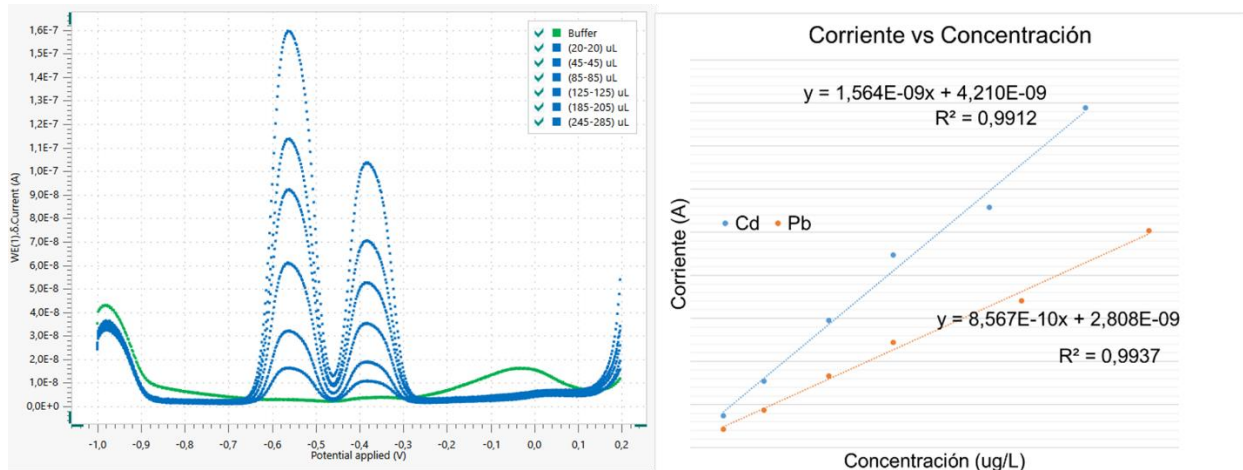 WE(1).δ.Current (A)
1,6E-7
1,5E-7
1,4E-7
1,3E-7
1,2E-7
1,1E-7
1,0E-7
9,0E-8
8,0E-8
7,0E-8
6,0E-8
5,0E-8
4,0E-8
3,0E-8
2,0E-8
1,0E-8
0,0E+0
Buffer
(20-20) uL
(45-45) uL
(85-85) uL
(125-125) uL
(185-205) uL
(245-285) uL
-1,0 -0,9 -0,8 -0,7 -0,6 -0,5 -0,4 -0,3 -0,2 -0,1 0,0 0,1 0,2
Potential applied (V)
Corriente vs Concentración
y = 1,564E-09x + 4,210E-09
R² = 0,9912
Corriente (A)
Cd Pb
y = 8,567E-10x + 2,808E-09
R² = 0,9937
Concentración (ug/L)